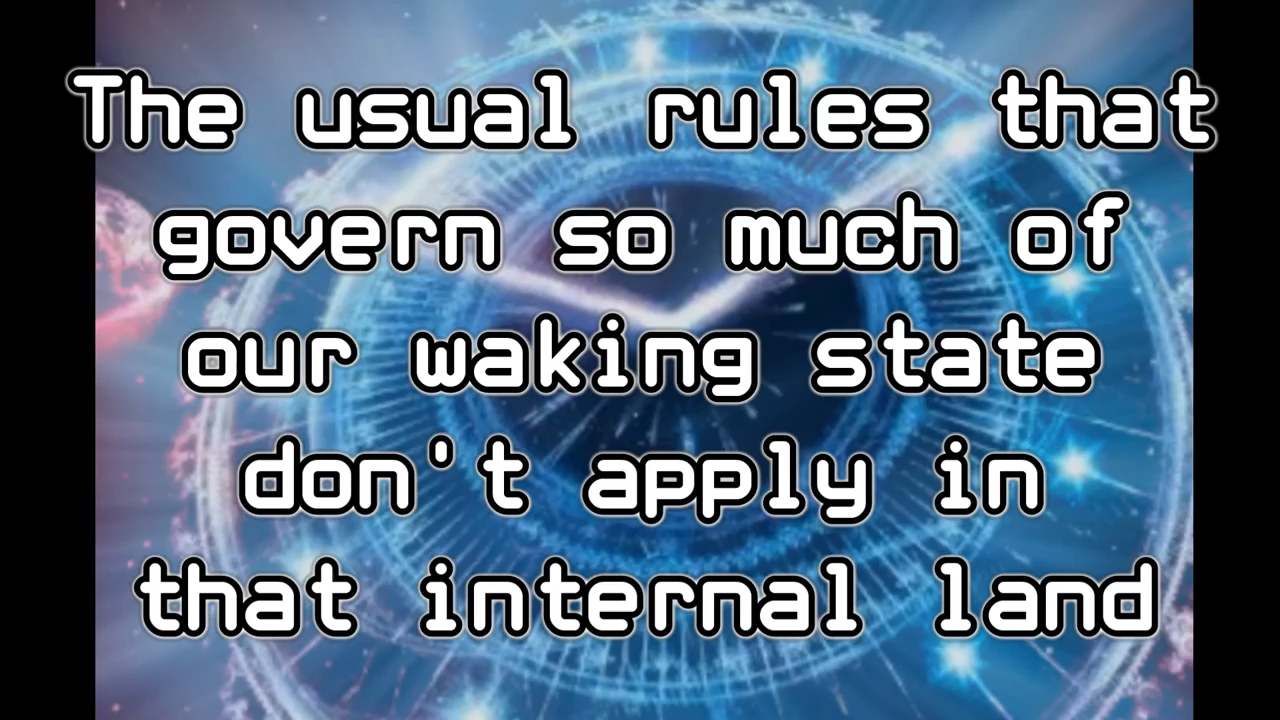 The usual rules that
govern so much of
our waking state
don't apply in
that internal land